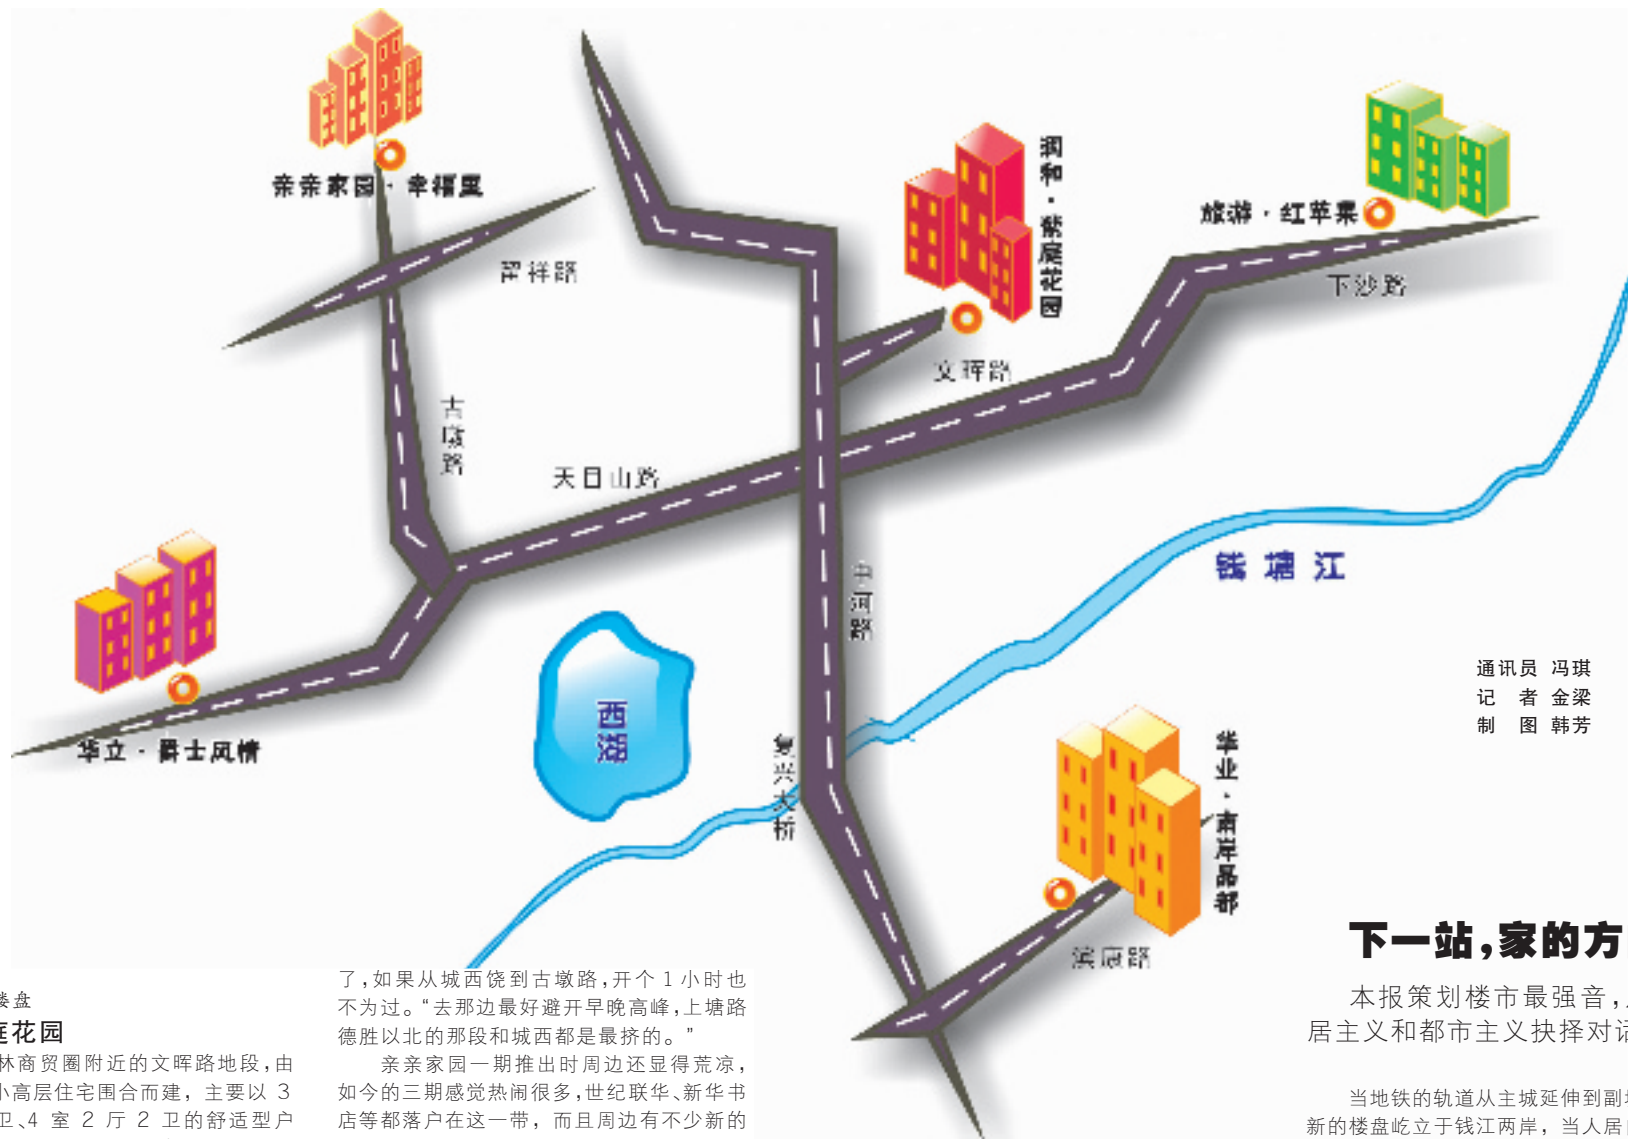 亲亲家园·幸福里
留祥路
古墩路
天目山路
润和·紫庭花园
文晖路
旅游·红苹果
下沙路
钱塘江
中河路
西湖
华立·爵士风情
复兴大桥
华业·南岸晶都
滨康路
通讯员 冯琪
记 者 金梁
制 图 韩芳
楼盘
庭花园
林商贸圈附近的文晖路地段,由
小高层住宅围合而建，主要以 3
卫、4 室 2 厅 2 卫的舒适型户
了,如果从城西饶到古墩路,开个 1 小时也
不为过。“去那边最好避开早晚高峰,上塘路
德胜以北的那段和城西都是最挤的。”
亲亲家园一期推出时周边还显得荒凉,
如今的三期感觉热闹很多,世纪联华、新华书
店等都落户在这一带，而且周边有不少新的
下一站,家的方
本报策划楼市最强音,
居主义和都市主义抉择对话
当地铁的轨道从主城延伸到副
新的楼盘屹立于钱江两岸，当人居